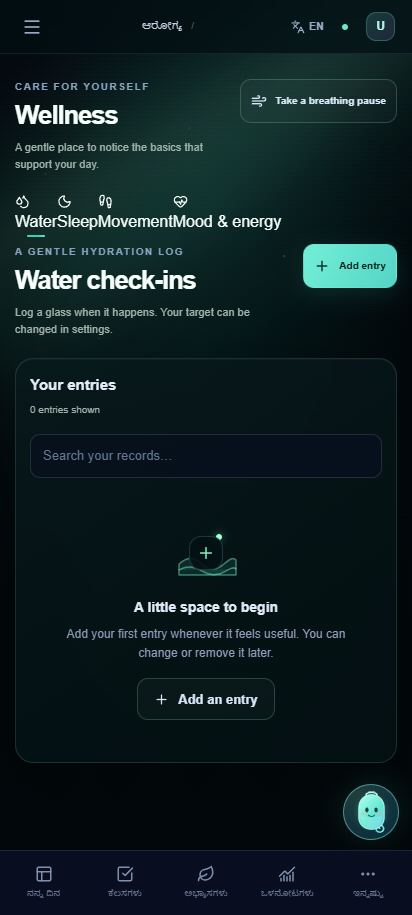 ಆರೋಗ್ಯ /
EN
U
CARE FOR YOURSELF
Wellness
Take a breathing pause
A gentle place to notice the basics that
support your day.
Water Sleep Movement Mood & energy
A GENTLE HYDRATION LOG
Water check-ins
Add entry
Log a glass when it happens. Your target can be
changed in settings.
Your entries
0 entries shown
Search your records...
A little space to begin
Add your first entry whenever it feels useful. You can
change or remove it later.
Add an entry
ನನ್ನ ದಿನ
ಕೆಲಸಗಳು
ಅಭ್ಯಾಸಗಳು
ಒಳನೋಟಗಳು
ಇನ್ನಷ್ಟು